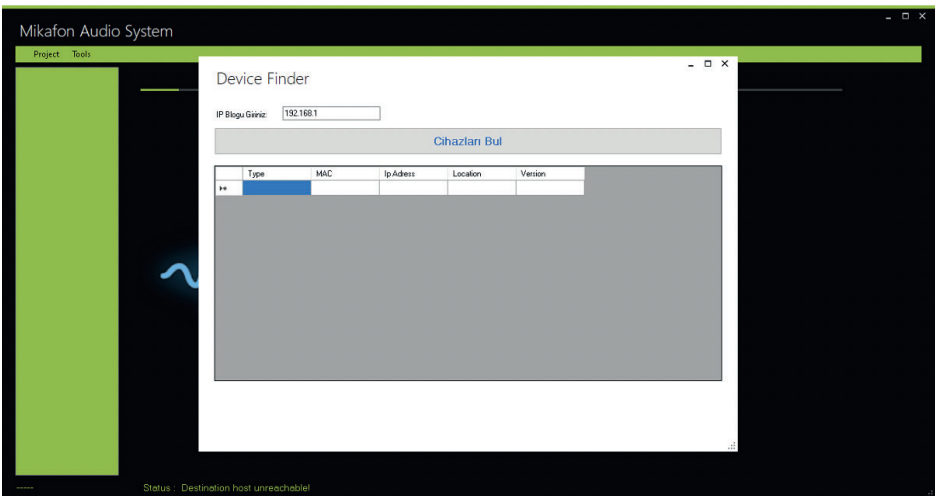 Mikafon Audio System
Project Tools
Device Finder
IP Blogu Giriniz: 192.168.1
Cihazları Bul
Type MAC Ip Adress Location Version
-----
Status : Destination host unreachable!